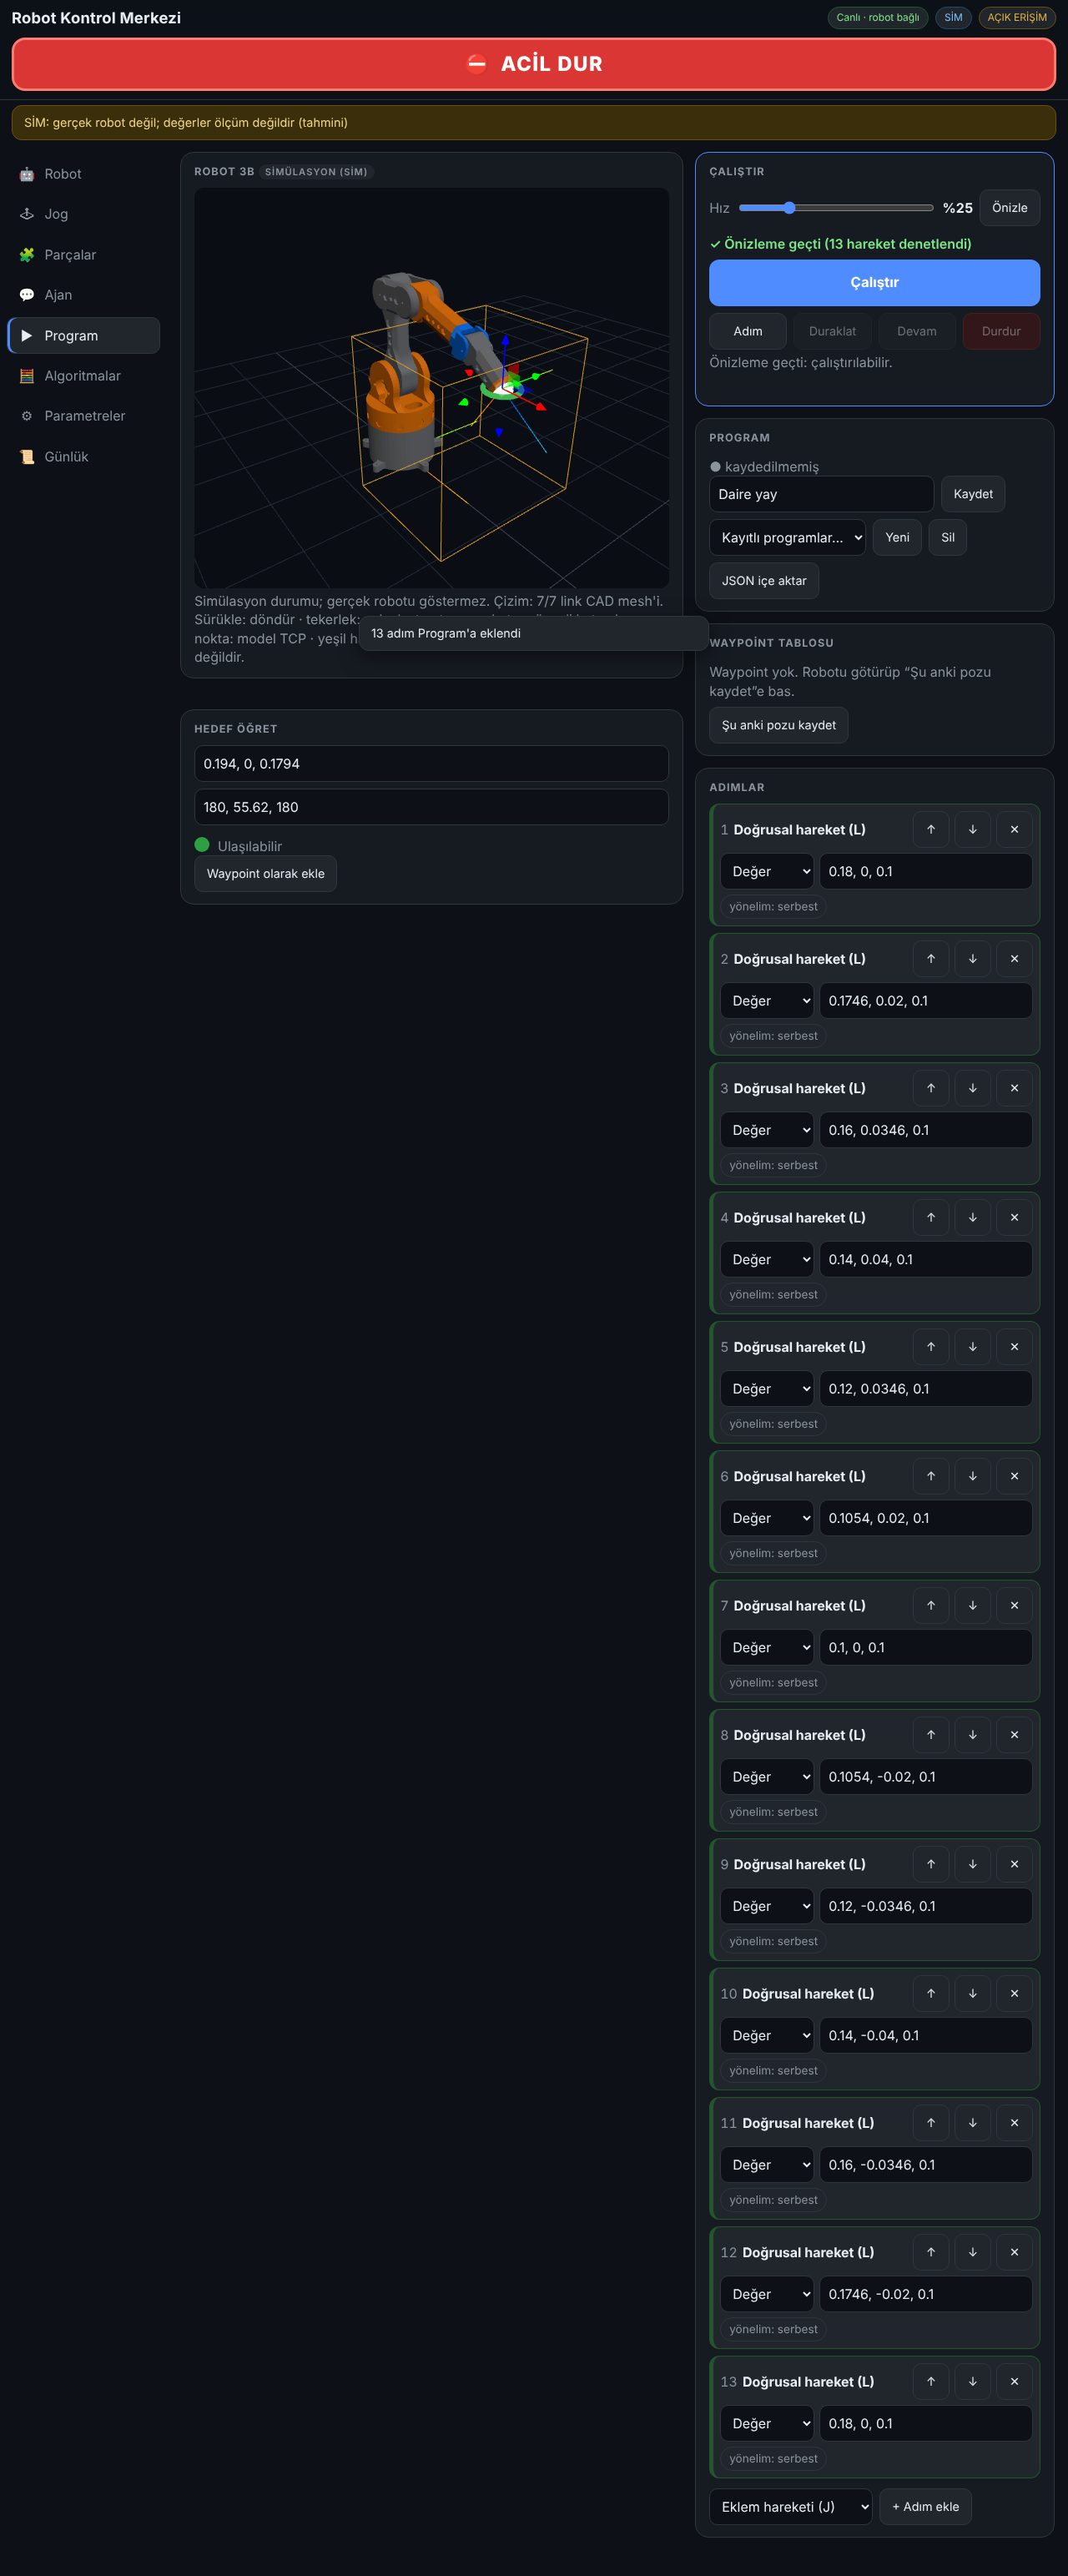 Robot Kontrol Merkezi
Canlı · robot bağlı
SİM
AÇIK ERİŞİM
ACİL DUR
SİM: gerçek robot değil; değerler ölçüm değildir (tahmini)
Robot
Jog
Parçalar
Ajan
Program
Algoritmalar
Parametreler
Günlük
ROBOT 3B SİMÜLASYON (SİM)
Simülasyon durumu; gerçek robotu göstermez. Çizim: 7/7 link CAD mesh'i.
Sürükle: döndür · tekerlek:
nokta: model TCP · yeşil
değildir.
13 adım Program'a eklendi
HEDEF ÖĞRET
0.194, 0, 0.1794
180, 55.62, 180
Ulaşılabilir
Waypoint olarak ekle
ÇALIŞTIR
Hız %25 Önizle
✓ Önizleme geçti (13 hareket denetlendi)
Çalıştır
Adım Duraklat Devam Durdur
Önizleme geçti: çalıştırılabilir.
PROGRAM
● kaydedilmemiş
Daire yay Kaydet
Kayıtlı programlar... Yeni Sil
JSON içe aktar
WAYPOINT TABLOSU
Waypoint yok. Robotu götürüp “Şu anki pozu
kaydet”e bas.
Şu anki pozu kaydet
ADIMLAR
1 Doğrusal hareket (L) ↑ ↓ ✕
Değer 0.18, 0, 0.1
yönelim: serbest
2 Doğrusal hareket (L) ↑ ↓ ✕
Değer 0.1746, 0.02, 0.1
yönelim: serbest
3 Doğrusal hareket (L) ↑ ↓ ✕
Değer 0.16, 0.0346, 0.1
yönelim: serbest
4 Doğrusal hareket (L) ↑ ↓ ✕
Değer 0.14, 0.04, 0.1
yönelim: serbest
5 Doğrusal hareket (L) ↑ ↓ ✕
Değer 0.12, 0.0346, 0.1
yönelim: serbest
6 Doğrusal hareket (L) ↑ ↓ ✕
Değer 0.1054, 0.02, 0.1
yönelim: serbest
7 Doğrusal hareket (L) ↑ ↓ ✕
Değer 0.1, 0, 0.1
yönelim: serbest
8 Doğrusal hareket (L) ↑ ↓ ✕
Değer 0.1054, -0.02, 0.1
yönelim: serbest
9 Doğrusal hareket (L) ↑ ↓ ✕
Değer 0.12, -0.0346, 0.1
yönelim: serbest
10 Doğrusal hareket (L) ↑ ↓ ✕
Değer 0.14, -0.04, 0.1
yönelim: serbest
11 Doğrusal hareket (L) ↑ ↓ ✕
Değer 0.16, -0.0346, 0.1
yönelim: serbest
12 Doğrusal hareket (L) ↑ ↓ ✕
Değer 0.1746, -0.02, 0.1
yönelim: serbest
13 Doğrusal hareket (L) ↑ ↓ ✕
Değer 0.18, 0, 0.1
yönelim: serbest
Eklem hareketi (J) + Adım ekle